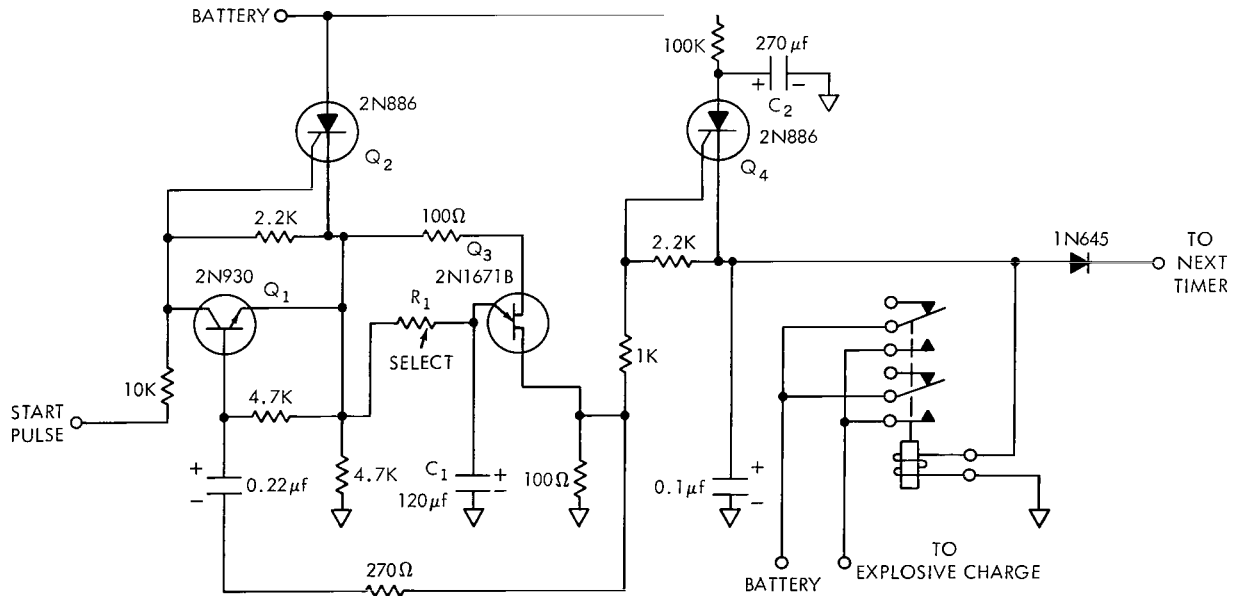 BATTERY
100K
270 µf
+ −
C2
2N886
Q2
2N886
Q4
2.2K
100Ω
Q3
2N1671B
2.2K
1N645
TO
NEXT
TIMER
2N930
Q1
R1
SELECT
1K
10K
START
PULSE
4.7K
+
−
0.22µf
4.7K
C1
+
−
120µf
100Ω
0.1µf
+
−
270Ω
BATTERY
TO
EXPLOSIVE CHARGE